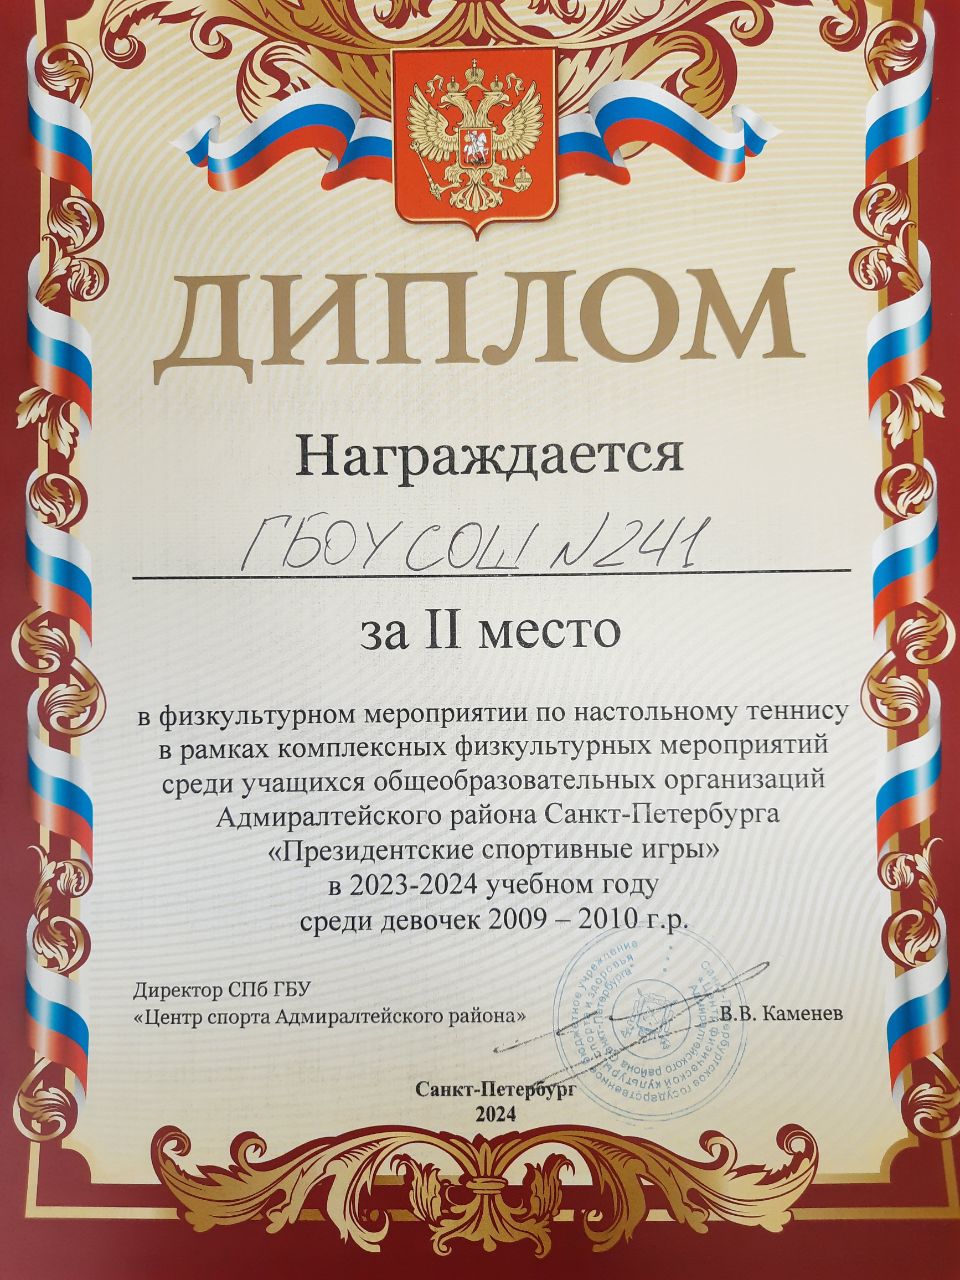 ДИПЛОМ
Награждается
ГБОУ СОШ N241
за II место
в физкультурном мероприятии по настольному теннису
в рамках комплексных физкультурных мероприятий
среди учащихся общеобразовательных организаций
Адмиралтейского района Санкт-Петербурга
«Президентские спортивные игры»
в 2023-2024 учебном году
среди девочек 2009 – 2010 г.р.
Директор СПб ГБУ
«Центр спорта Адмиралтейского района»
В.В. Каменев
Санкт-Петербург
2024